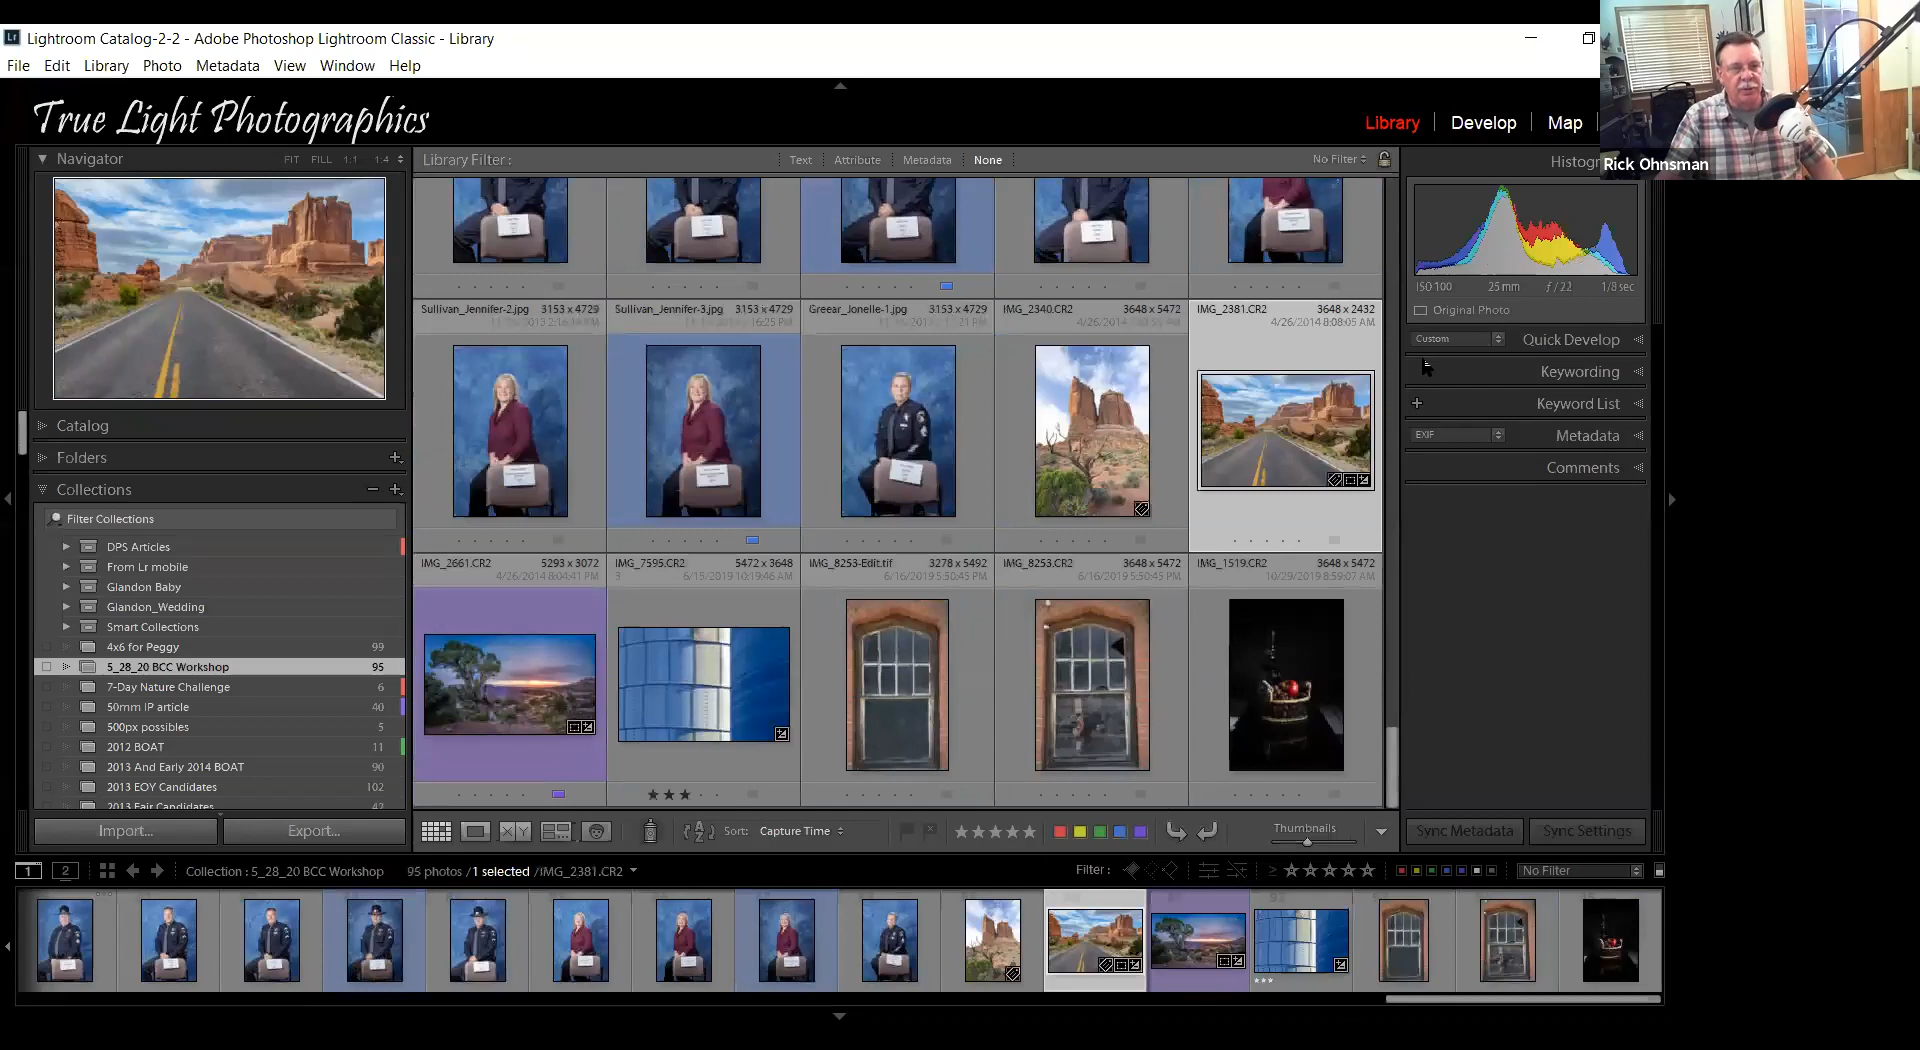 Lightroom Catalog-2-2 - Adobe Photoshop Lightroom Classic - Library
File Edit Library Photo Metadata View Window Help
True Light Photographics
Library Develop Map
Rick Ohnsman
Navigator FIT FILL 1:1 1:4
Library Filter : Text Attribute Metadata None No Filter
Histog
ISO 100 25 mm f / 22 1/8 sec
Original Photo
Custom Quick Develop
Keywording
Keyword List
EXIF Metadata
Comments
Catalog
Folders
Collections
Filter Collections
DPS Articles
From Lr mobile
Glandon Baby
Glandon_Wedding
Smart Collections
4x6 for Peggy 99
5_28_20 BCC Workshop 95
7-Day Nature Challenge 6
50mm IP article 40
500px possibles 5
2012 BOAT 11
2013 And Early 2014 BOAT 90
2013 EOY Candidates 102
2013 Fair Candidates 42
Import... Export...
Sullivan_Jennifer-2.jpg 3153 x 4729
Sullivan_Jennifer-3.jpg 3153 x 4729
Greear_Jonelle-1.jpg 3153 x 4729
IMG_2340.CR2 3648 x 5472
4/26/2014
IMG_2381.CR2 3648 x 2432
4/26/2014 8:08:05 AM
IMG_2661.CR2 5293 x 3072
4/26/2014 8:04:41 PM
IMG_7595.CR2 5472 x 3648
3 6/15/2019 10:19:46 AM
IMG_8253-Edit.tif 3278 x 5492
6/16/2019 5:50:45 PM
IMG_8253.CR2 3648 x 5472
6/16/2019 5:50:45 PM
IMG_1519.CR2 3648 x 5472
10/29/2019 8:59:07 AM
Sort: Capture Time Thumbnails
Sync Metadata Sync Settings
1 2 Collection : 5_28_20 BCC Workshop 95 photos / 1 selected / IMG_2381.CR2 Filter : No Filter